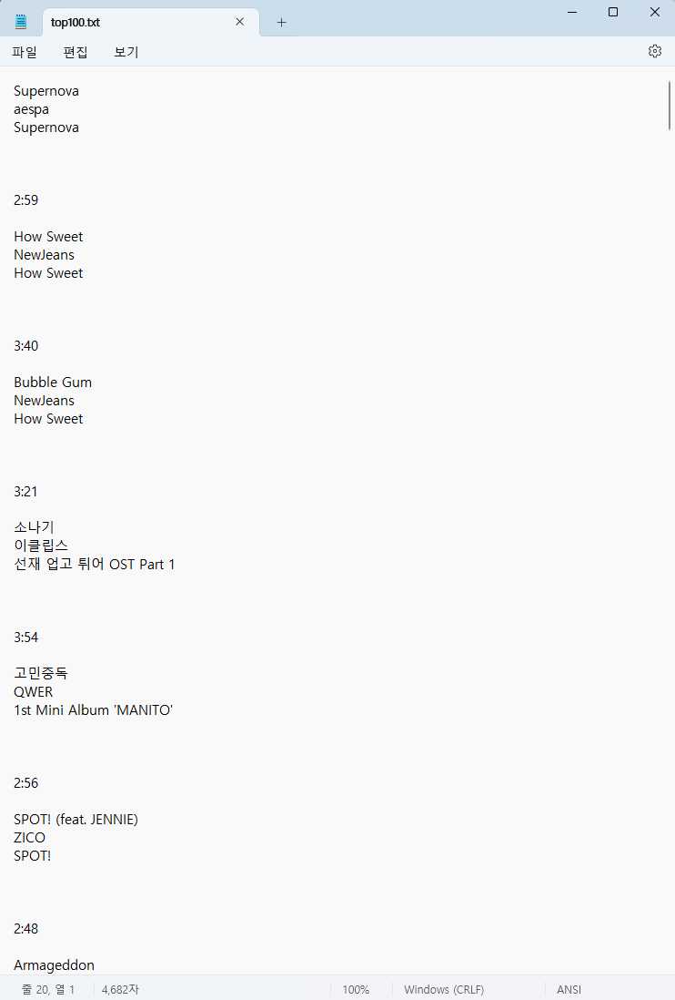 top100.txt
파일 편집 보기
Supernova
aespa
Supernova
2:59
How Sweet
NewJeans
How Sweet
3:40
Bubble Gum
NewJeans
How Sweet
3:21
소나기
이클립스
선재 업고 튀어 OST Part 1
3:54
고민중독
QWER
1st Mini Album 'MANITO'
2:56
SPOT! (feat. JENNIE)
ZICO
SPOT!
2:48
Armageddon
줄 20, 열 1 4,682자 100% Windows (CRLF) ANSI